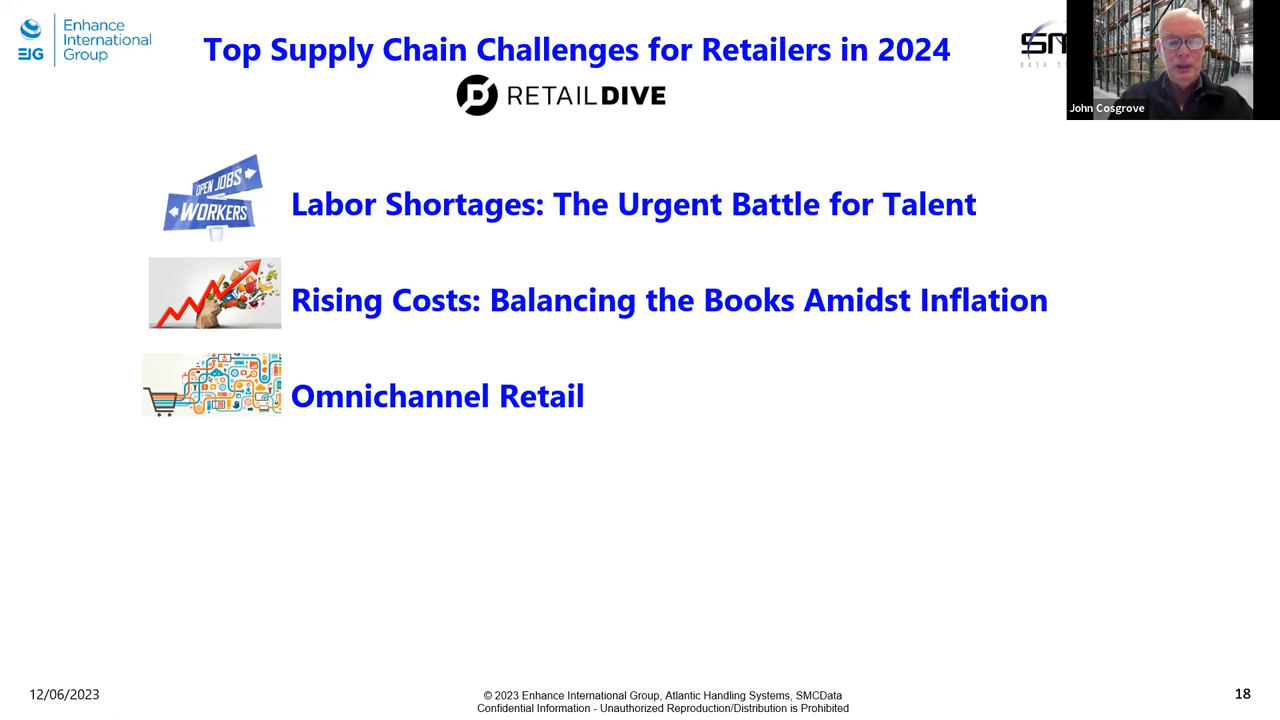 Enhance
International
Group
EIG
Top Supply Chain Challenges for Retailers in 2024
RETAILDIVE
John Cosgrove
OPEN JOBS
WORKERS
Labor Shortages: The Urgent Battle for Talent
Rising Costs: Balancing the Books Amidst Inflation
Omnichannel Retail
12/06/2023
© 2023 Enhance International Group, Atlantic Handling Systems, SMCData
Confidential Information - Unauthorized Reproduction/Distribution is Prohibited
18